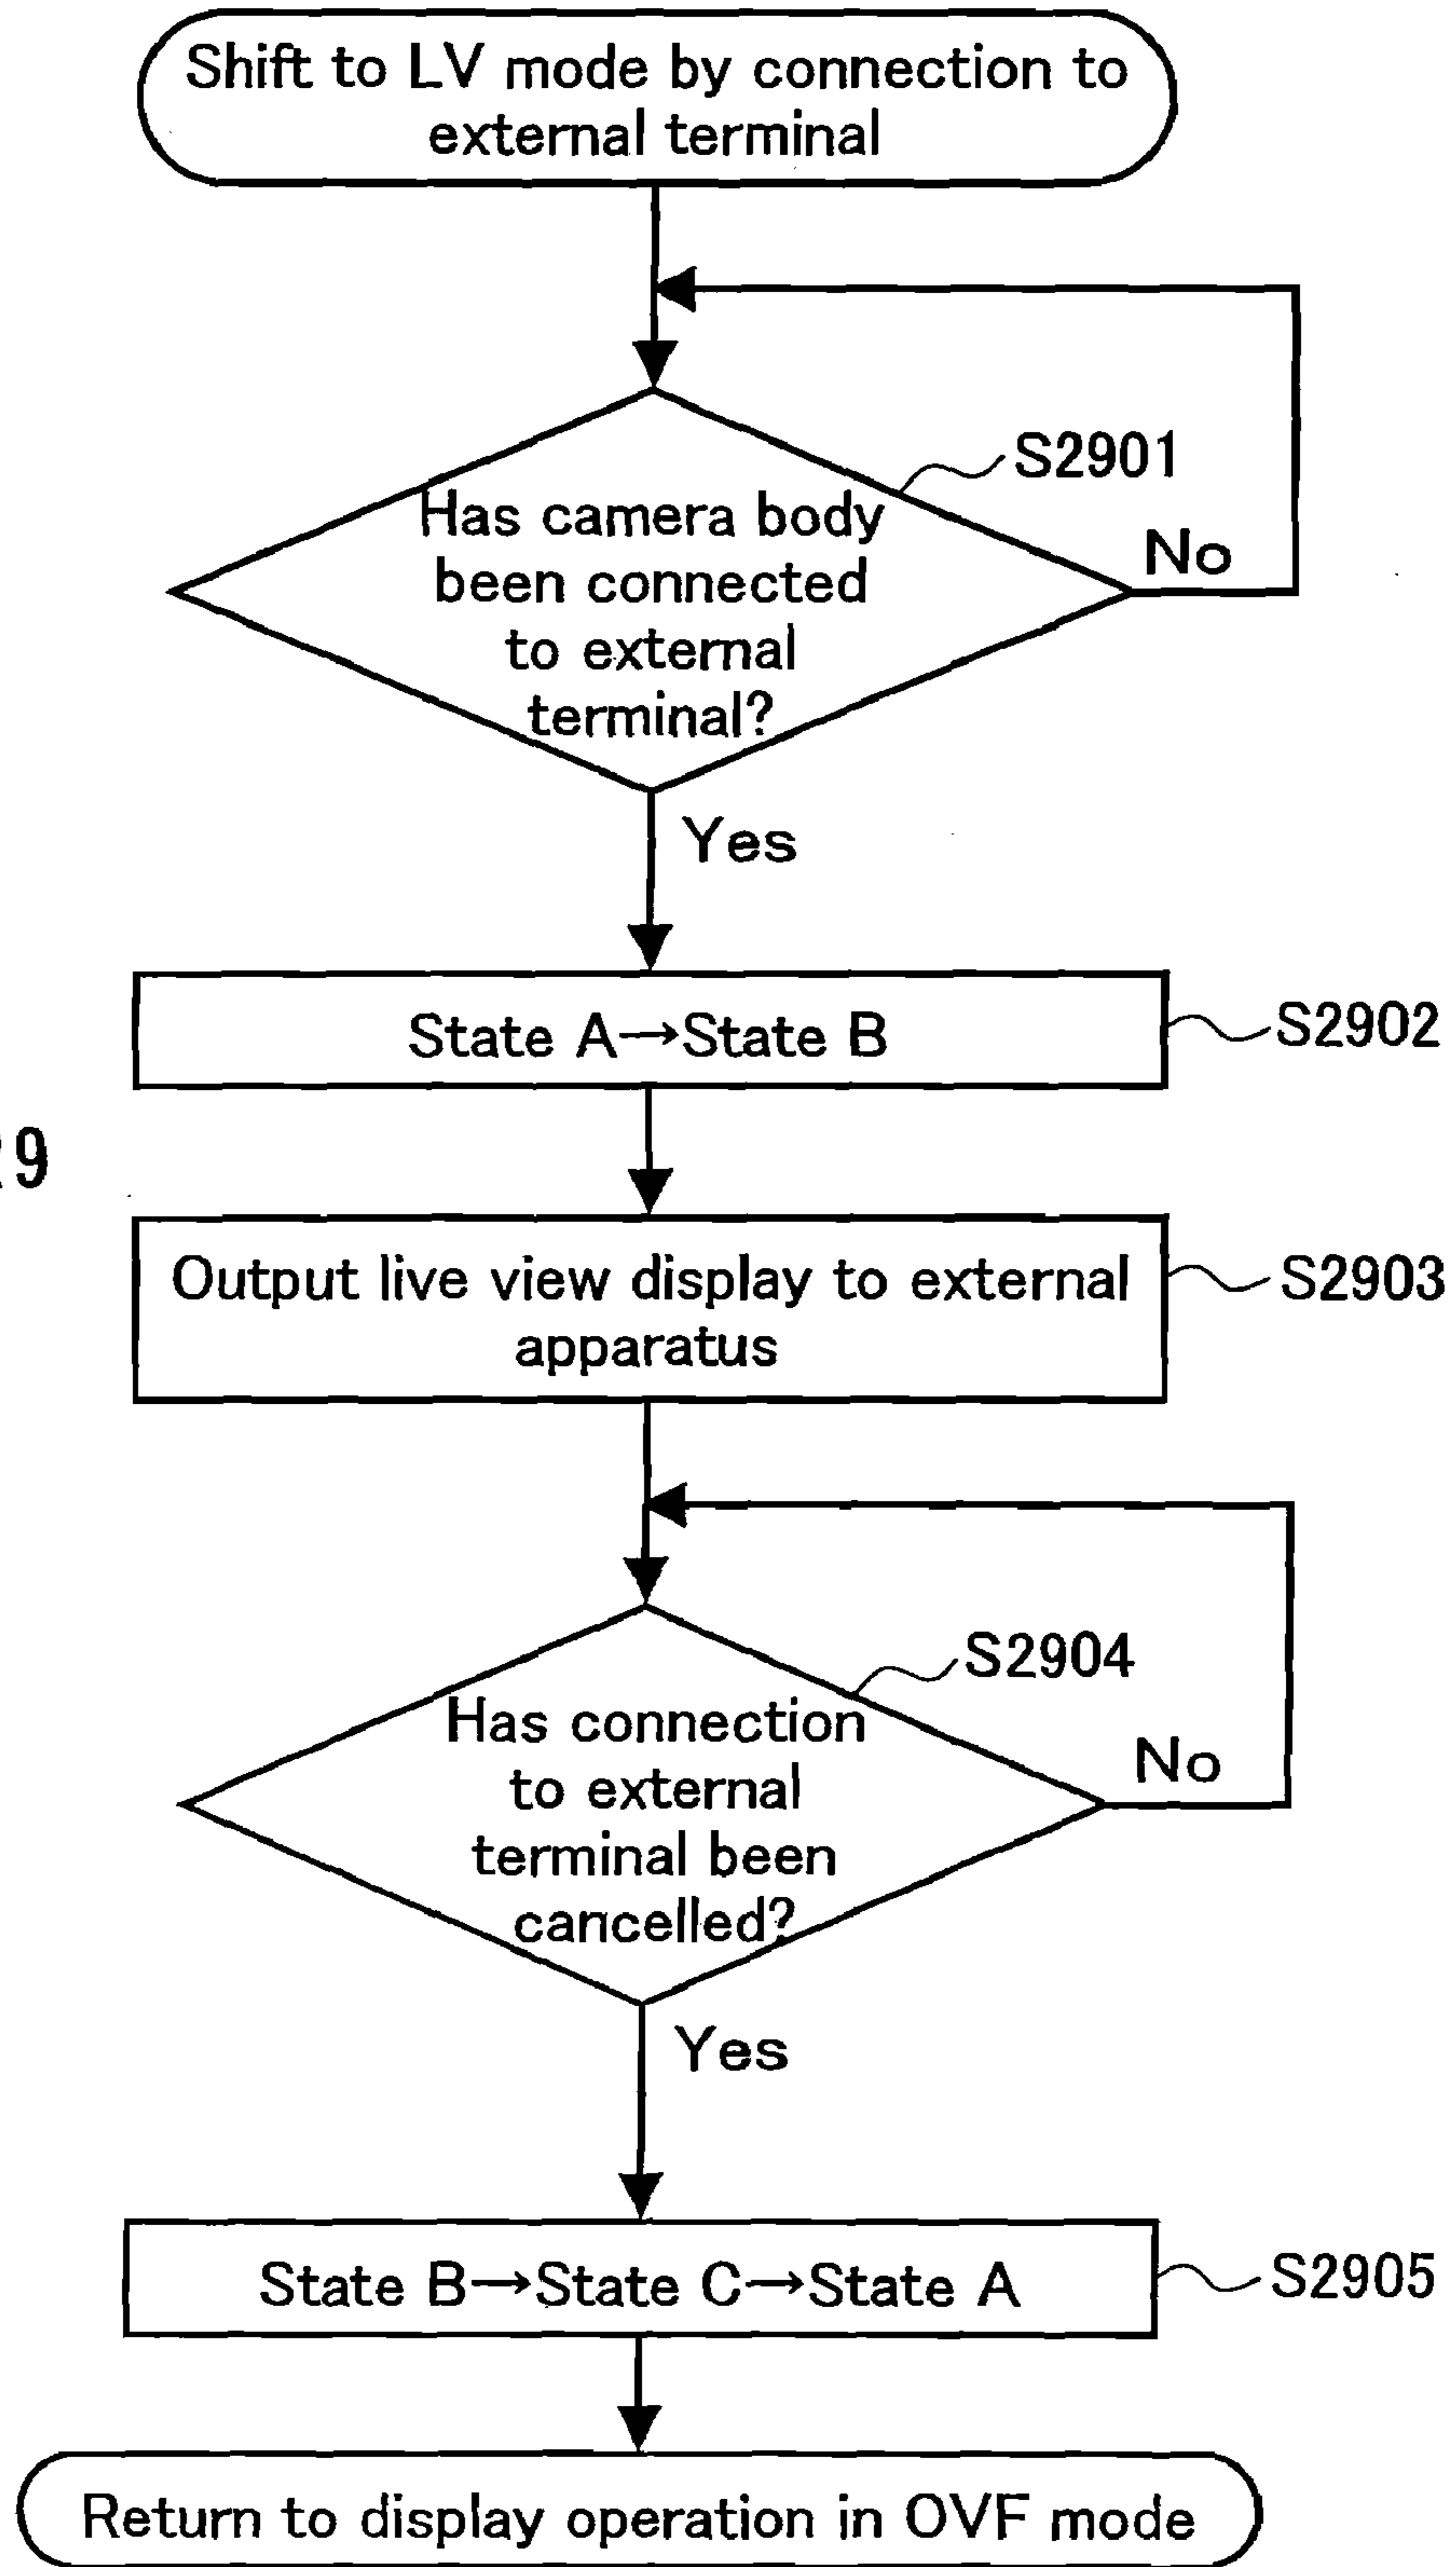 Shift to LV mode by connection to
external terminal
S2901
Has camera body
been connected
to external
terminal?
No
Yes
State A→State B
S2902
29
Output live view display to external
apparatus
S2903
S2904
Has connection
to external
terminal been
cancelled?
No
Yes
State B→State C→State A
S2905
Return to display operation in OVF mode